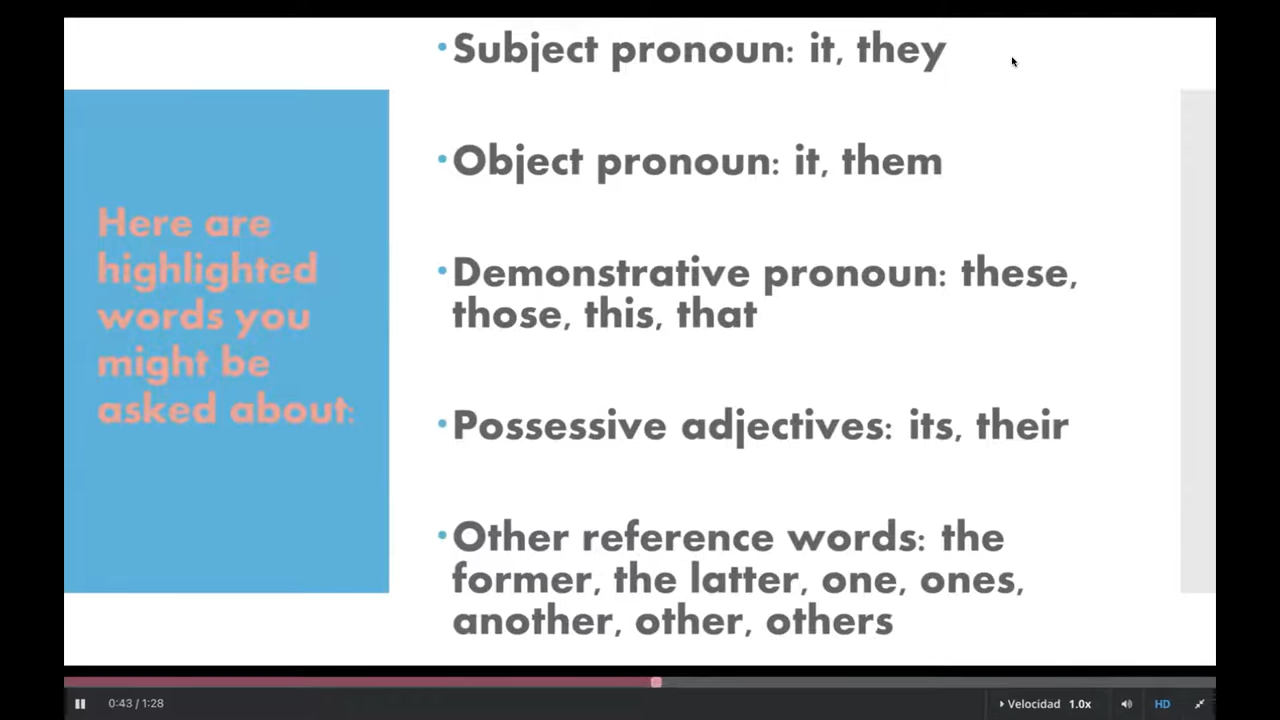 Here are
highlighted
words you
might be
asked about:
•Subject pronoun: it, they
•Object pronoun: it, them
•Demonstrative pronoun: these,
those, this, that
•Possessive adjectives: its, their
•Other reference words: the
former, the latter, one, ones,
another, other, others
0:43 / 1:28
Velocidad 1.0x
HD